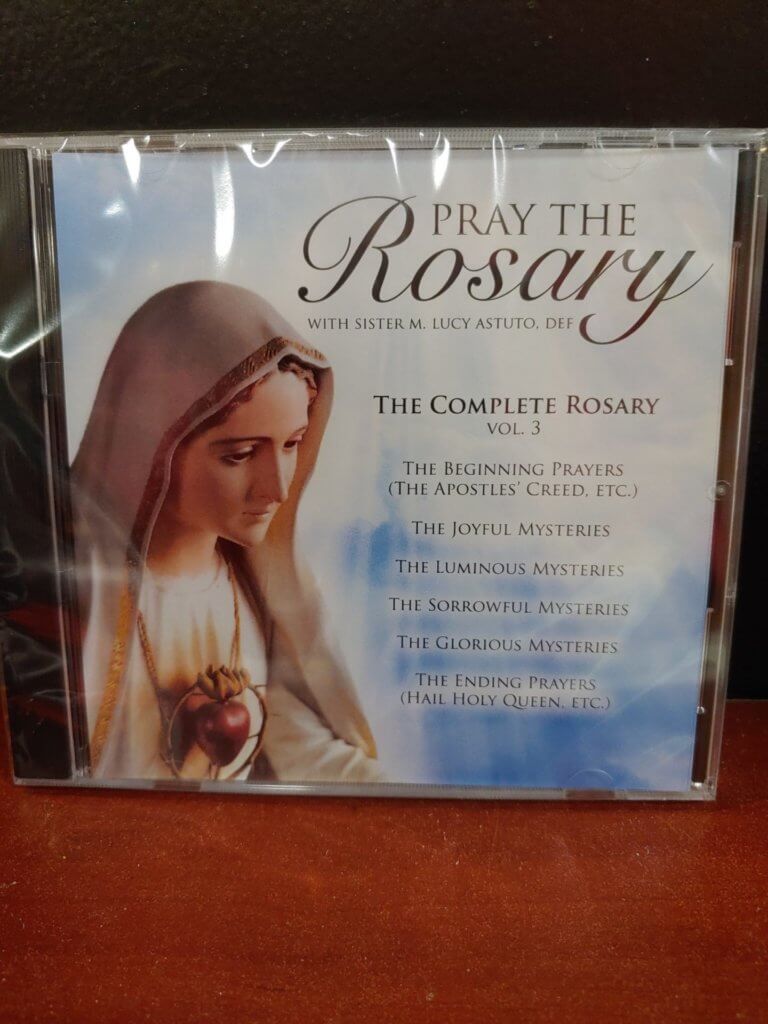 PRAY THE
Rosary
WITH SISTER M. LUCY ASTUTO, DEF
THE COMPLETE ROSARY
VOL. 3
THE BEGINNING PRAYERS
(THE APOSTLES' CREED, ETC.)
THE JOYFUL MYSTERIES
THE LUMINOUS MYSTERIES
THE SORROWFUL MYSTERIES
THE GLORIOUS MYSTERIES
THE ENDING PRAYERS
(HAIL HOLY QUEEN, ETC.)